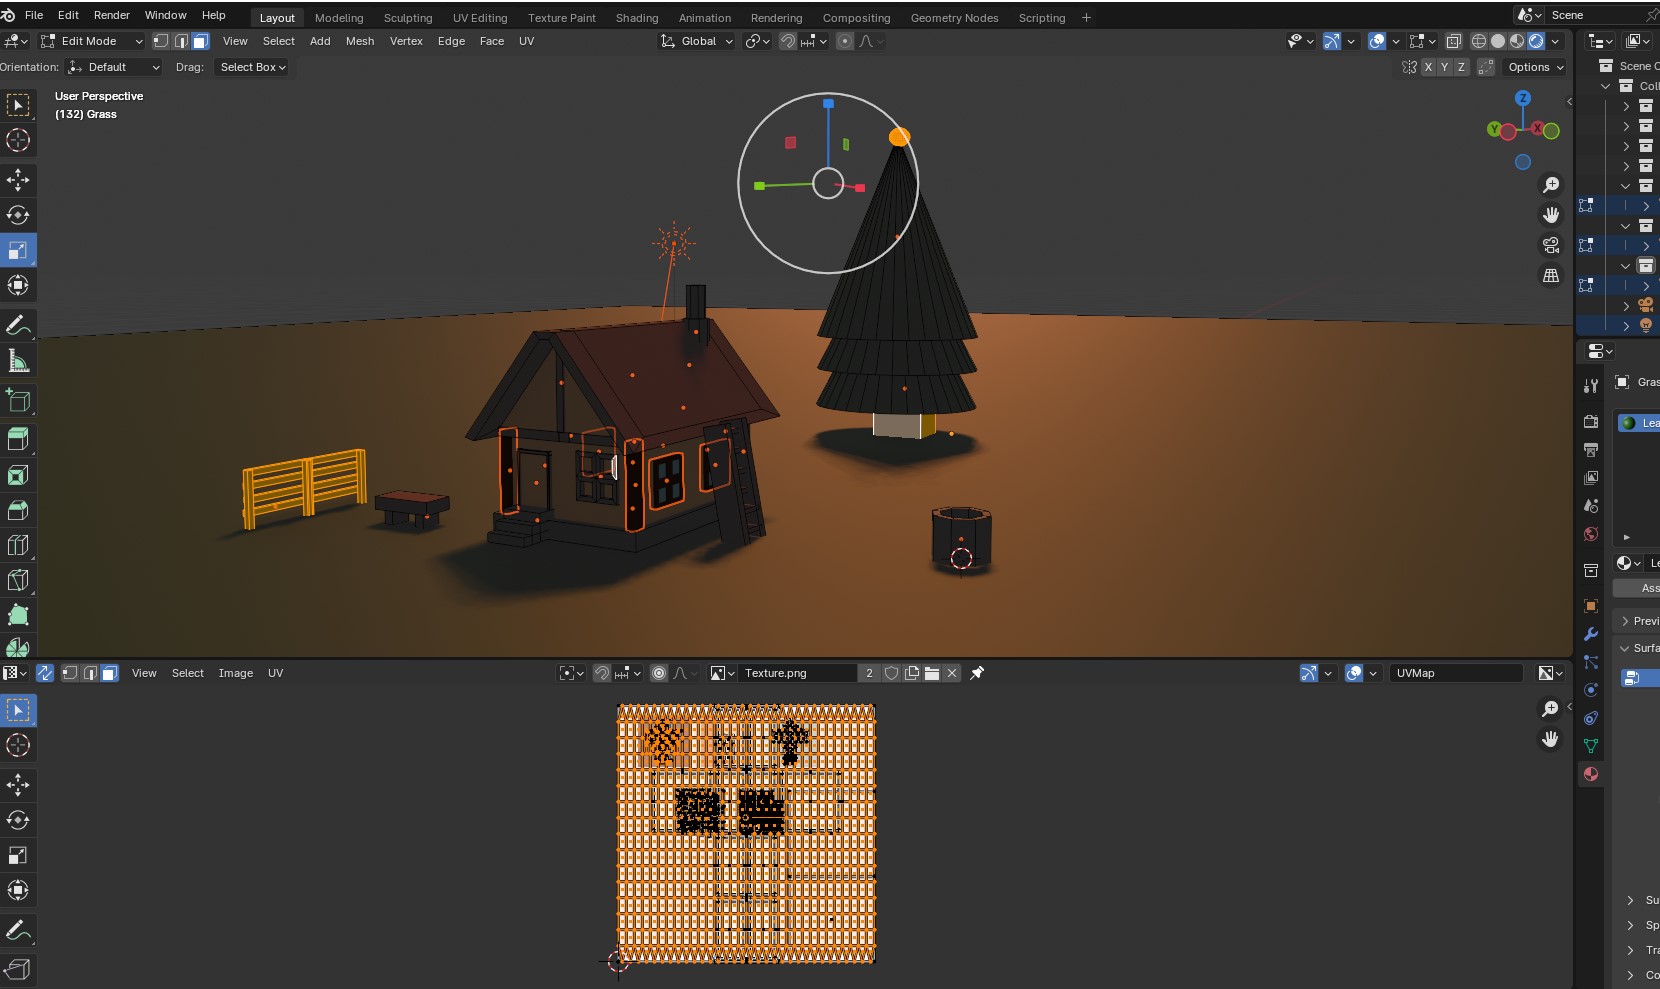 File Edit Render Window Help Layout Modeling Sculpting UV Editing Texture Paint Shading Animation Rendering Compositing Geometry Nodes Scripting + Scene
Edit Mode View Select Add Mesh Vertex Edge Face UV Global
Orientation: Default Drag: Select Box X Y Z Options
Scene C
Coll
User Perspective
(132) Grass
Z
Y X
Gras
Lea
Le
Ass
Previ
Surfa
View Select Image UV Texture.png 2 UVMap
Su
Sp
Tra
Co